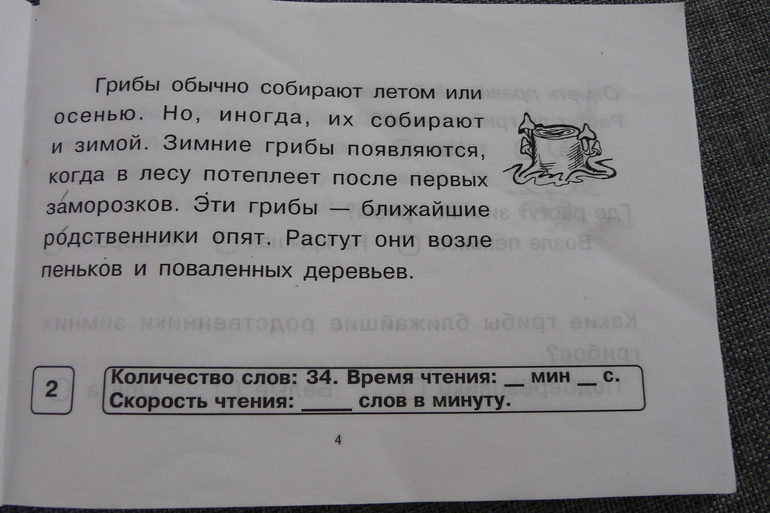 Грибы обычно собирают летом или
осенью. Но, иногда, их собирают
и зимой. Зимние грибы появляются,
когда в лесу потеплеет после первых
заморозков. Эти грибы — ближайшие
родственники опят. Растут они возле
пеньков и поваленных деревьев.
2
Количество слов: 34. Время чтения: __ мин __ с.
Скорость чтения: _____ слов в минуту.
4